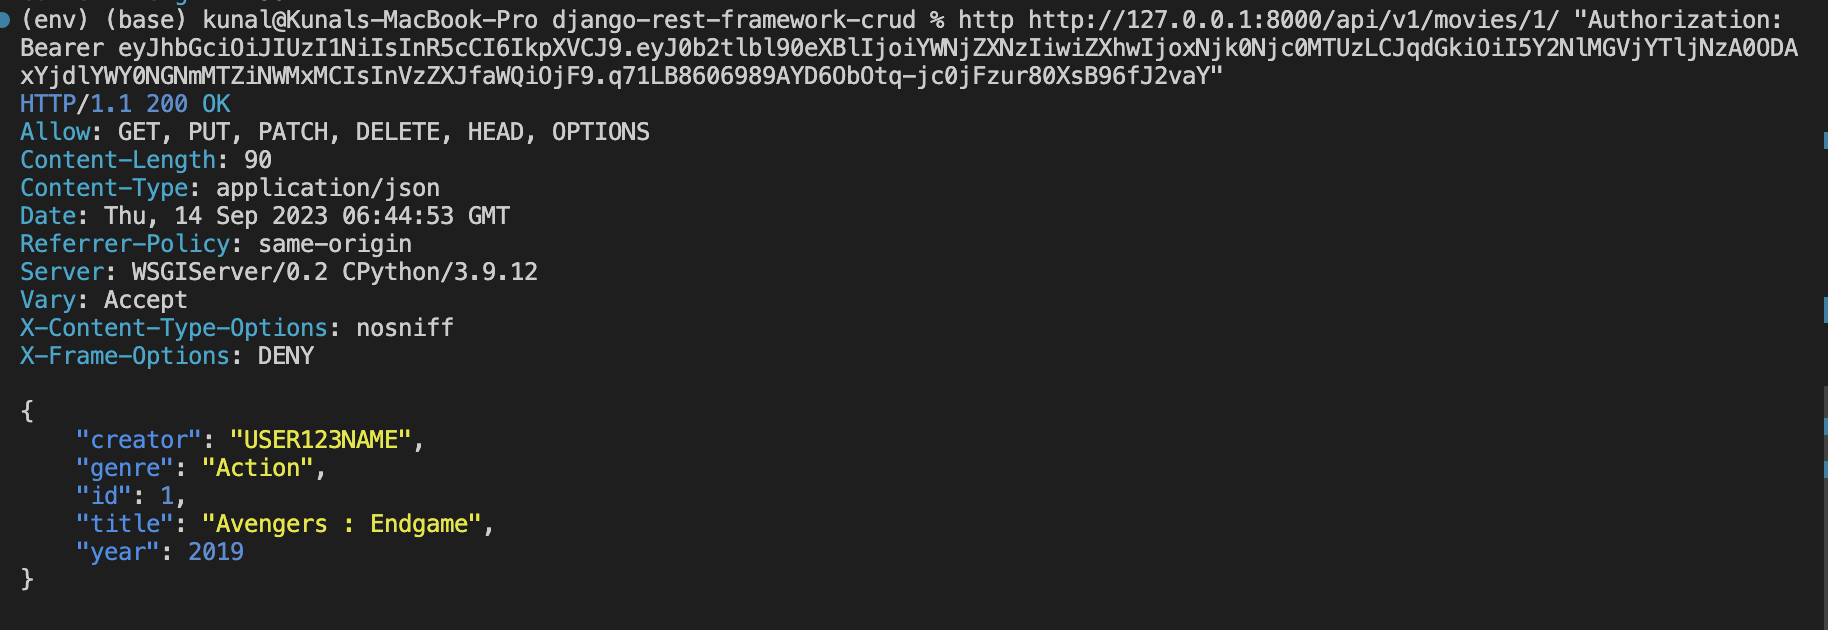 (env) (base) kunal@Kunals-MacBook-Pro django-rest-framework-crud % http http://127.0.0.1:8000/api/v1/movies/1/ "Authorization:
Bearer eyJhbGciOiJIUzI1NiIsInR5cCI6IkpXVCJ9.eyJ0b2tlbl90eXBlIjoiYWNjZXNzIiwiZXhwIjoxNjk0Njc0MTUzLCJqdGkiOiI5Y2NlMGVjYTljNzA0ODA
xYjdlYWY0NGNmMTZiNWMxMCIsInVzZXJfaWQiOjF9.q71LB8606989AYD6ObOtq-jc0jFzur80XsB96fJ2vaY"
HTTP/1.1 200 OK
Allow: GET, PUT, PATCH, DELETE, HEAD, OPTIONS
Content-Length: 90
Content-Type: application/json
Date: Thu, 14 Sep 2023 06:44:53 GMT
Referrer-Policy: same-origin
Server: WSGIServer/0.2 CPython/3.9.12
Vary: Accept
X-Content-Type-Options: nosniff
X-Frame-Options: DENY
{
    "creator": "USER123NAME",
    "genre": "Action",
    "id": 1,
    "title": "Avengers : Endgame",
    "year": 2019
}